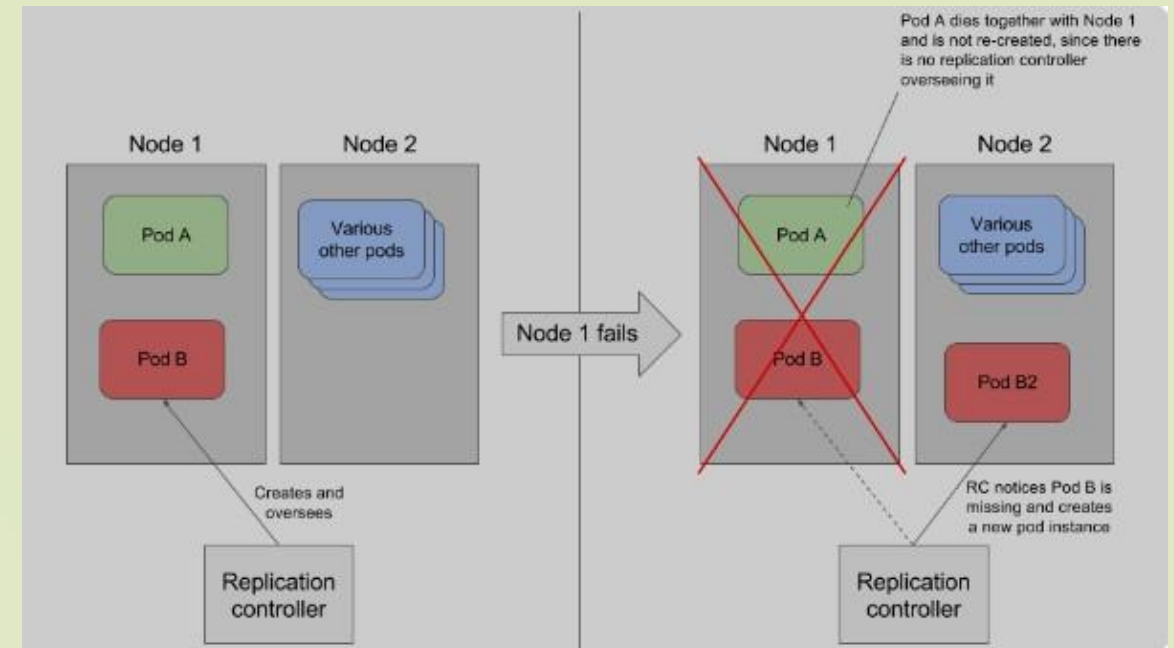 Node 1
Node 2
Pod A
Various
other pods
Pod B
Creates and
oversees
Replication
controller
Node 1 fails
Pod A dies together with Node 1
and is not re-created, since there
is no replication controller
overseeing it
Node 1
Node 2
Pod A
Various
other pods
Pod B
Pod B2
RC notices Pod B is
missing and creates
a new pod instance
Replication
controller